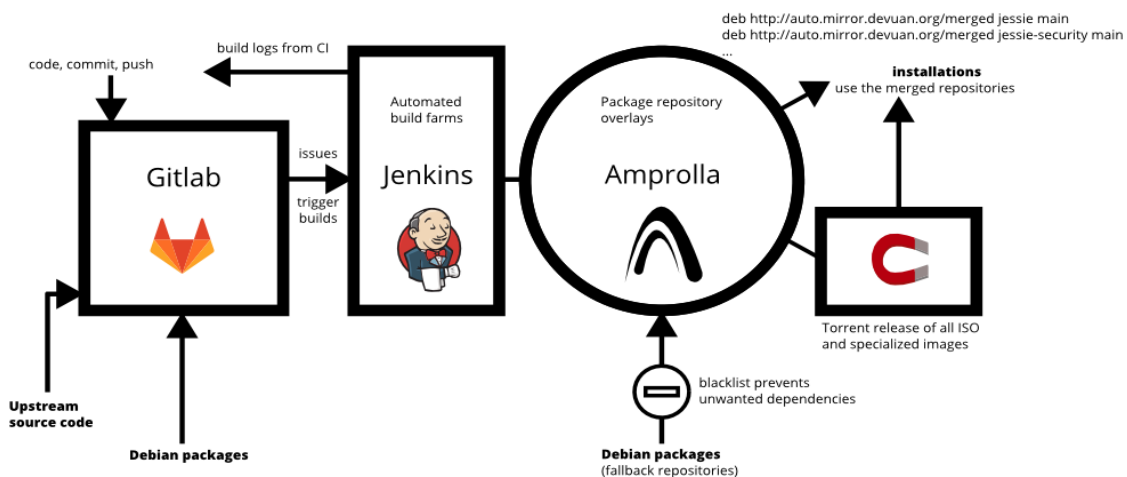 deb http://auto.mirror.devuan.org/merged jessie main
deb http://auto.mirror.devuan.org/merged jessie-security main
...
build logs from CI
code, commit, push
installations
use the merged repositories
Automated
build farms
Package repository
overlays
Gitlab
issues
trigger
builds
Jenkins
Amprolla
Torrent release of all ISO
and specialized images
blacklist prevents
unwanted dependencies
Upstream
source code
Debian packages
Debian packages
(fallback repositories)